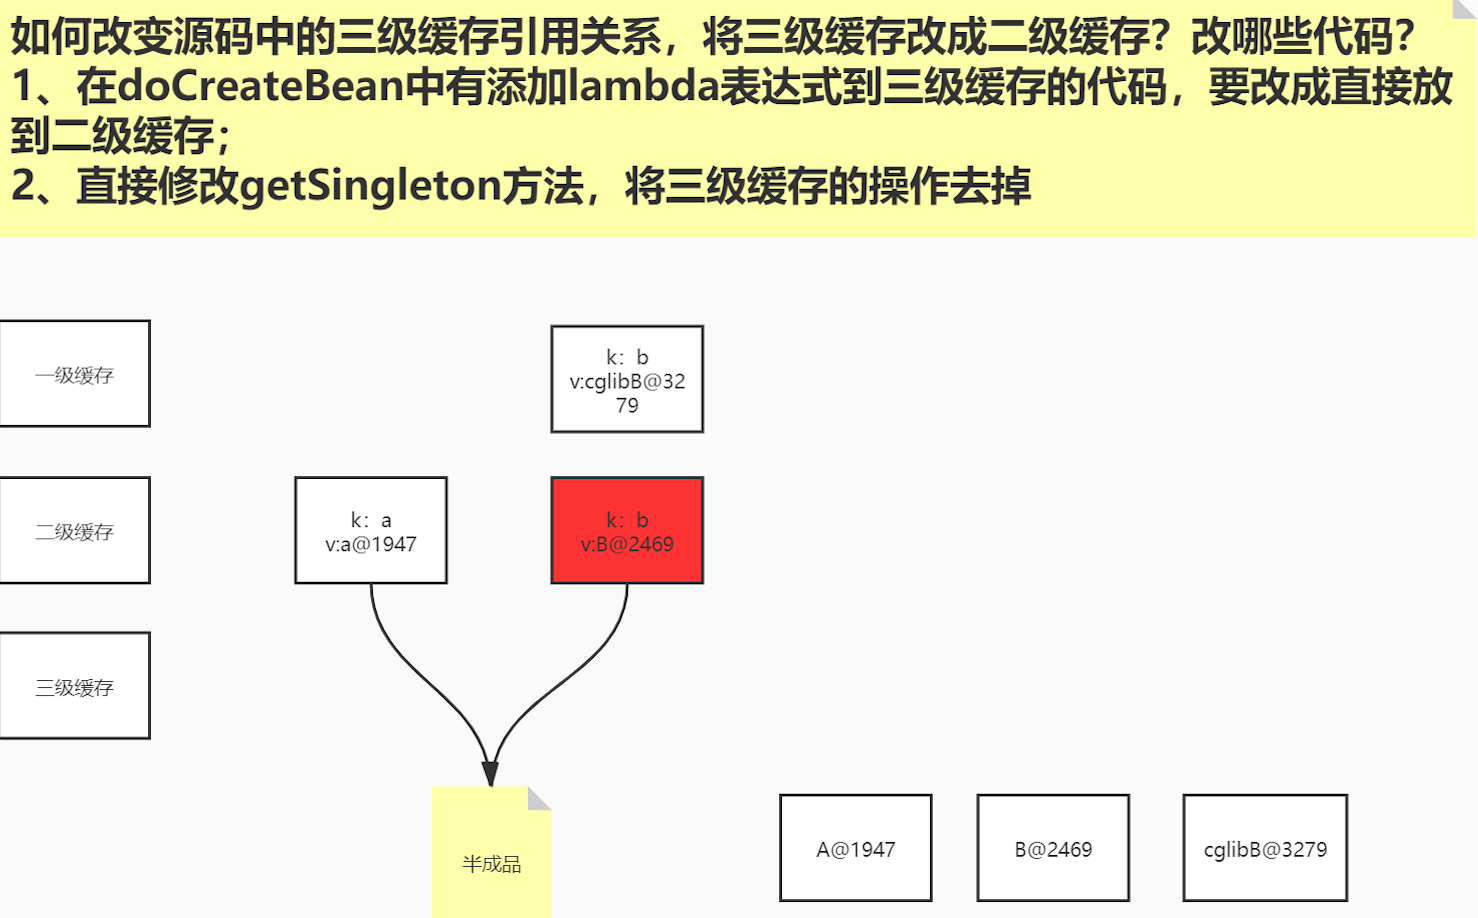 如何改变源码中的三级缓存引用关系，将三级缓存改成二级缓存？改哪些代码？
1、在doCreateBean中有添加lambda表达式到三级缓存的代码，要改成直接放
到二级缓存；
2、直接修改getSingleton方法，将三级缓存的操作去掉
一级缓存
k：b
v:cglibB@32
79
二级缓存
k：a
v:a@1947
k：b
v:B@2469
三级缓存
半成品
A@1947
B@2469
cglibB@3279